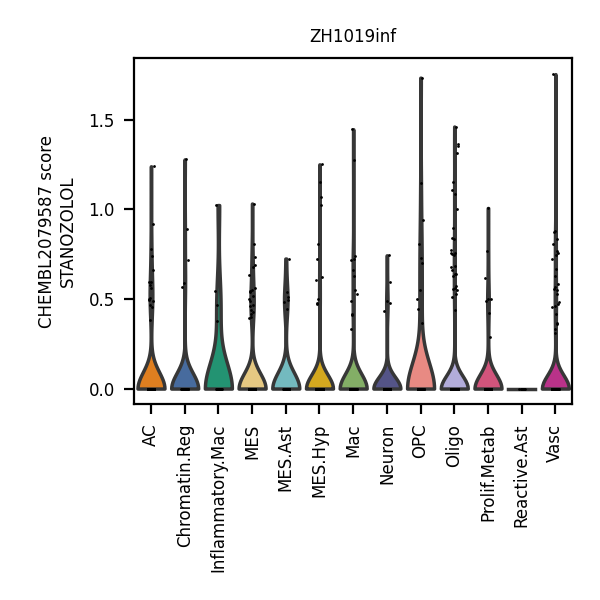 ZH1019inf
CHEMBL2079587 score
STANOZOLOL
1.5
1.0
0.5
0.0
AC
Chromatin.Reg
Inflammatory.Mac
MES
MES.Ast
MES.Hyp
Mac
Neuron
OPC
Oligo
Prolif.Metab
Reactive.Ast
Vasc